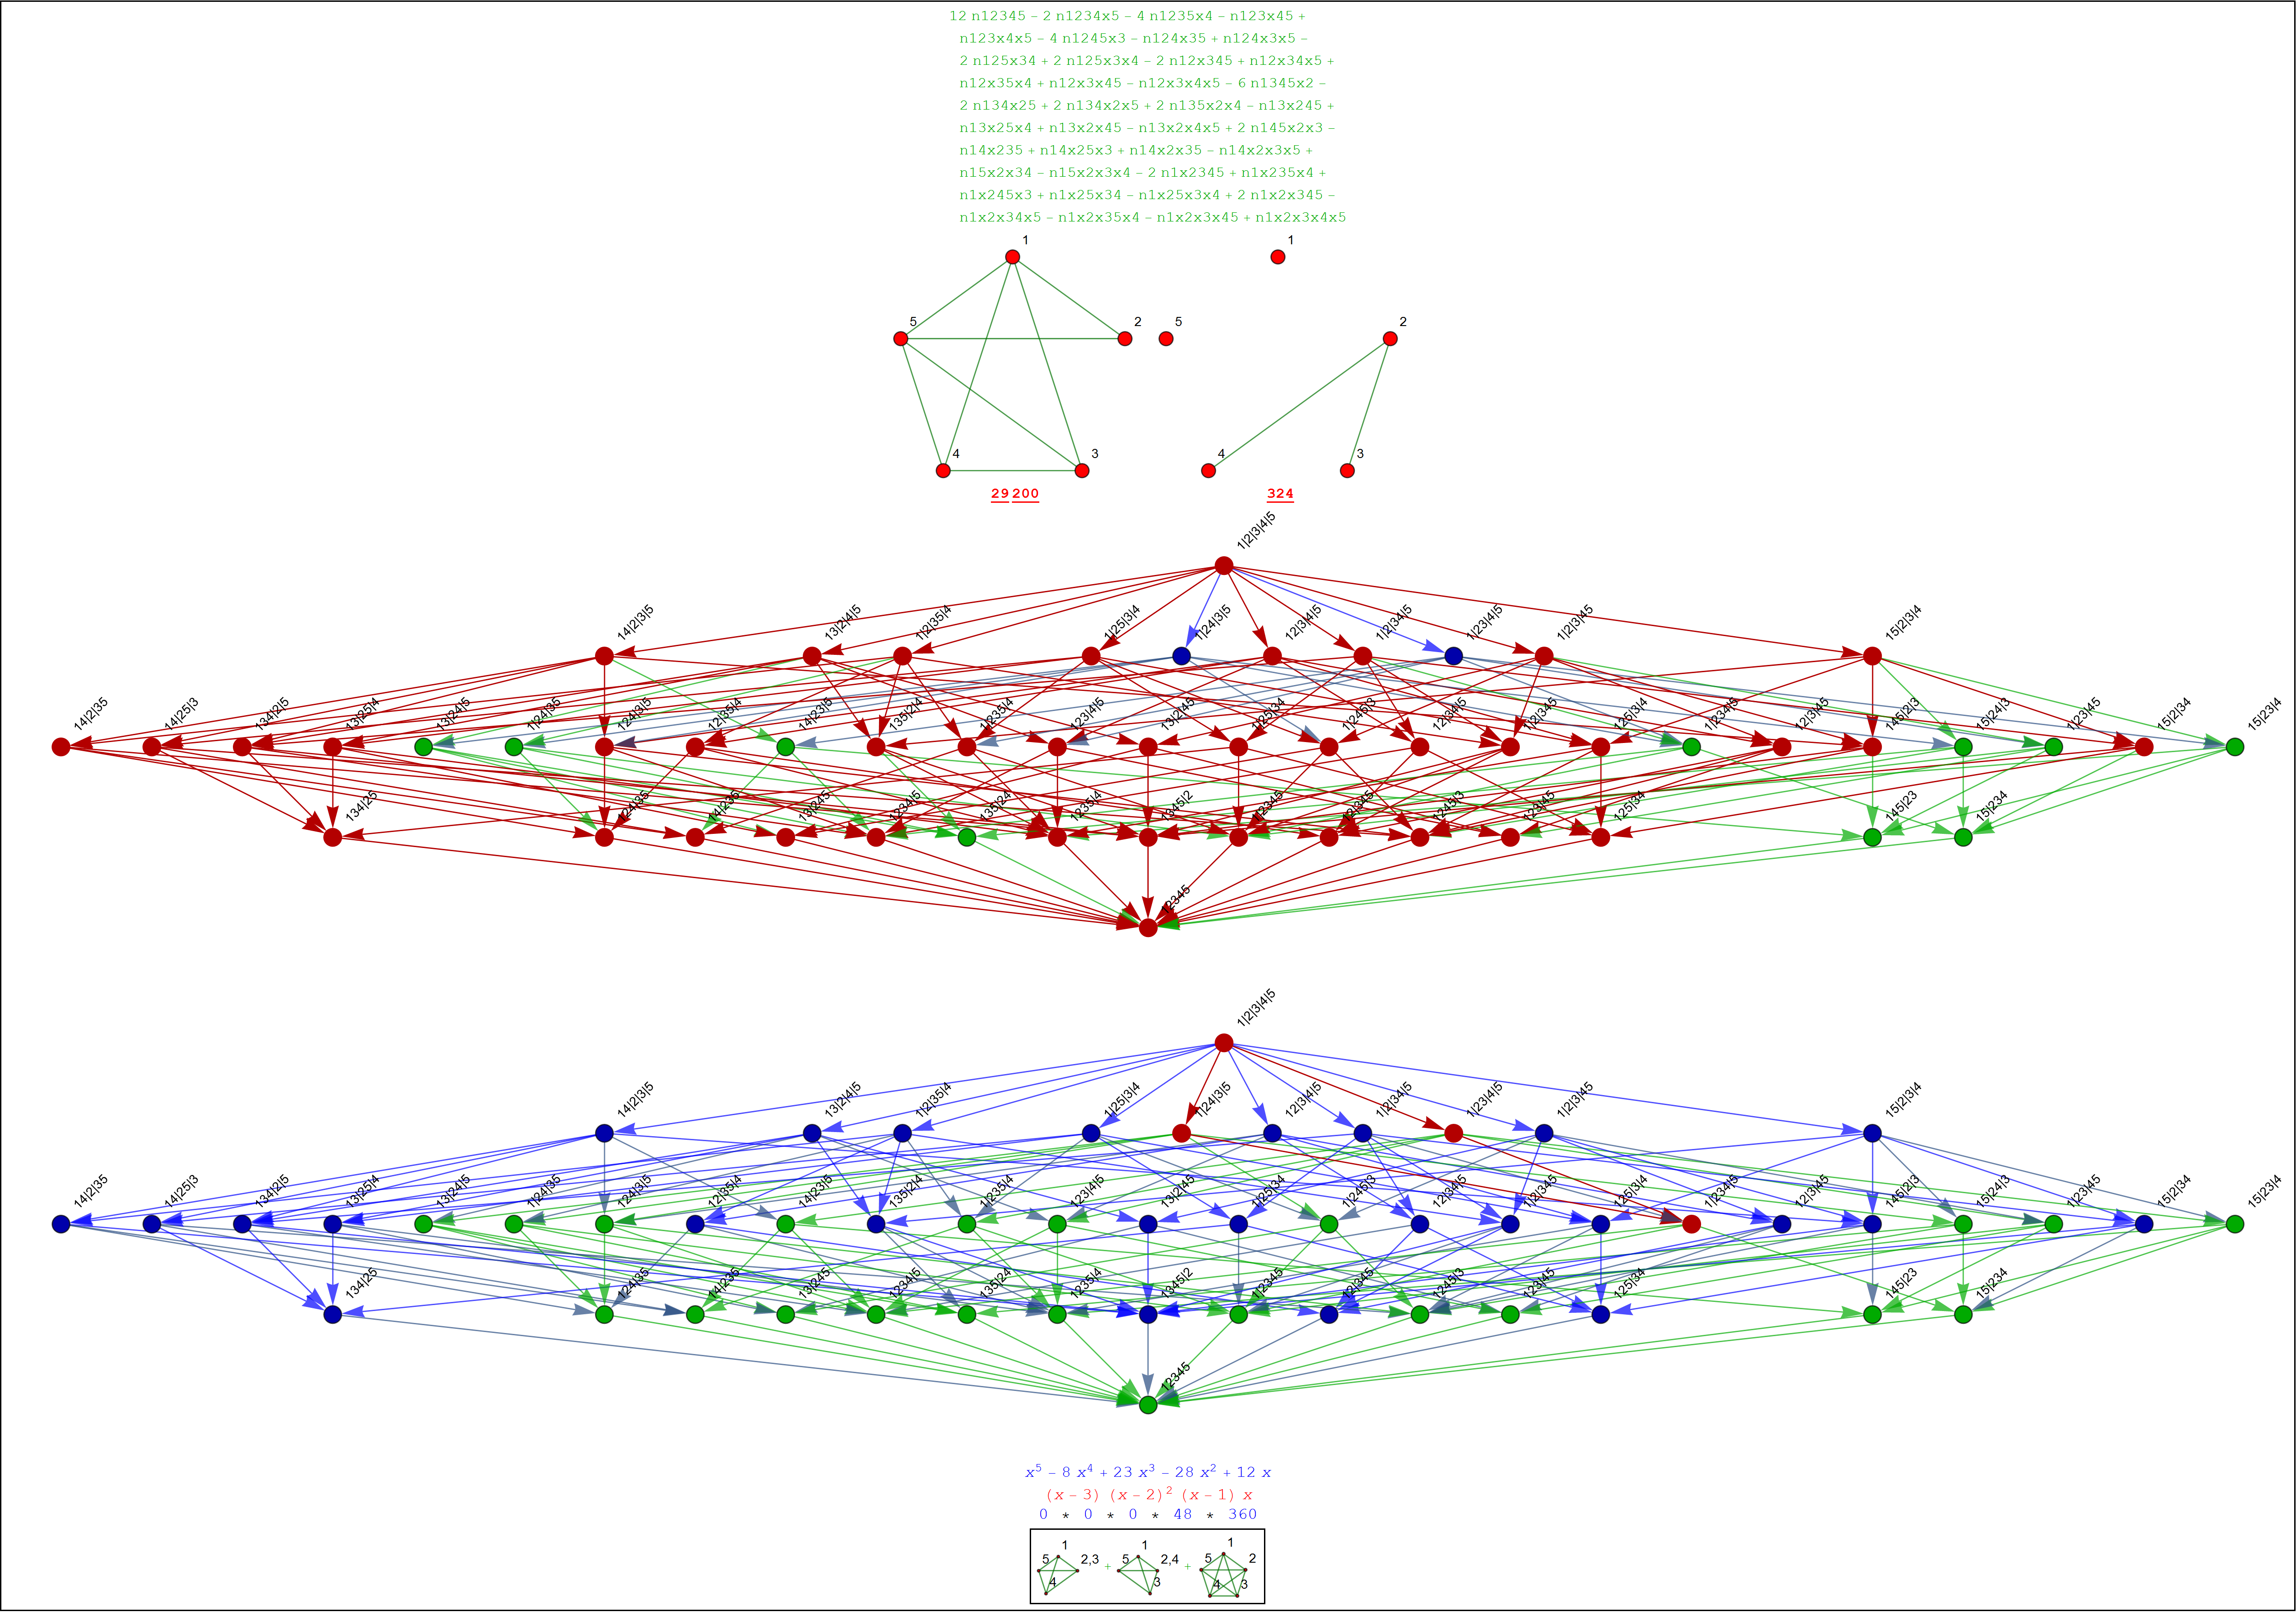 12 n12345 – 2 n1234x5 – 4 n1235x4 – n123x45 +
n123x4x5 – 4 n1245x3 – n124x35 + n124x3x5 –
2 n125x34 + 2 n125x3x4 – 2 n12x345 + n12x34x5 +
n12x35x4 + n12x3x45 – n12x3x4x5 – 6 n1345x2 –
2 n134x25 + 2 n134x2x5 + 2 n135x2x4 – n13x245 +
n13x25x4 + n13x2x45 – n13x2x4x5 + 2 n145x2x3 –
n14x235 + n14x25x3 + n14x2x35 – n14x2x3x5 +
n15x2x34 – n15x2x3x4 – 2 n1x2345 + n1x235x4 +
n1x245x3 + n1x25x34 – n1x25x3x4 + 2 n1x2x345 –
n1x2x34x5 – n1x2x35x4 – n1x2x3x45 + n1x2x3x4x5
1 1
5 2 5 2
4 3 4 3
29 200 324
1|2|3|4|5
14|2|3|5 13|2|4|5 1|2|35|4 1|25|3|4 1|24|3|5 12|3|4|5 1|2|34|5 1|23|4|5 1|2|3|45 15|2|3|4
14|2|35 14|25|3 134|2|5 13|25|4 13|24|5 1|24|35 124|3|5 12|35|4 14|23|5 135|2|4 1|235|4 123|4|5 13|2|45 1|25|34 1|245|3 12|34|5 1|2|345 125|3|4 1|234|5 12|3|45 145|2|3 15|24|3 1|23|45 15|2|34 15|23|4
134|25 124|35 14|235 13|245 1234|5 135|24 1235|4 1345|2 1|2345 12|345 1245|3 123|45 125|34 145|23 15|234
12345
1|2|3|4|5
14|2|3|5 13|2|4|5 1|2|35|4 1|25|3|4 1|24|3|5 12|3|4|5 1|2|34|5 1|23|4|5 1|2|3|45 15|2|3|4
14|2|35 14|25|3 134|2|5 13|25|4 13|24|5 1|24|35 124|3|5 12|35|4 14|23|5 135|2|4 1|235|4 123|4|5 13|2|45 1|25|34 1|245|3 12|34|5 1|2|345 125|3|4 1|234|5 12|3|45 145|2|3 15|24|3 1|23|45 15|2|34 15|23|4
134|25 124|35 14|235 13|245 1234|5 135|24 1235|4 1345|2 1|2345 12|345 1245|3 123|45 125|34 145|23 15|234
12345
x⁵ – 8 x⁴ + 23 x³ – 28 x² + 12 x
(x – 3) (x – 2)² (x – 1) x
0 * 0 * 0 * 48 * 360
1 1 1
5 2,3 + 5 2,4 + 5 2
4 3 4 3